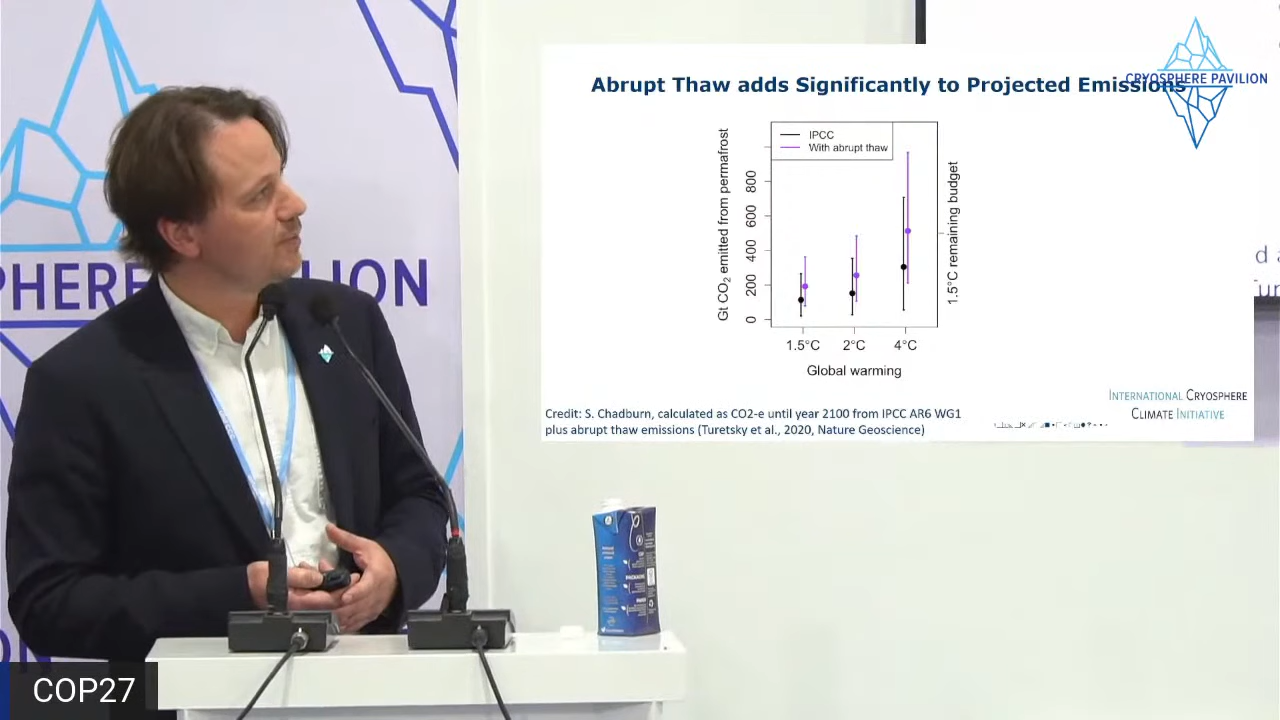 Abrupt Thaw adds Significantly to Projected Emissions
CRYOSPHERE PAVILION
IPCC
With abrupt thaw
Gt CO₂ emitted from permafrost
0 200 400 600 800
1.5°C remaining budget
1.5°C 2°C 4°C
Global warming
Credit: S. Chadburn, calculated as CO2-e until year 2100 from IPCC AR6 WG1
plus abrupt thaw emissions (Turetsky et al., 2020, Nature Geoscience)
INTERNATIONAL CRYOSPHERE
CLIMATE INITIATIVE
PHERE
ION
COP27